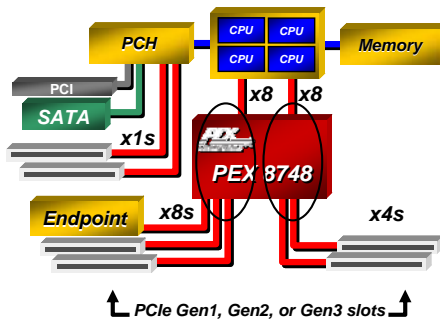 PCH
CPU CPU
CPU CPU
Memory
PCI
SATA
x8 x8
x1s
PEX
PEX 8748
Endpoint
x8s
x4s
PCIe Gen1, Gen2, or Gen3 slots